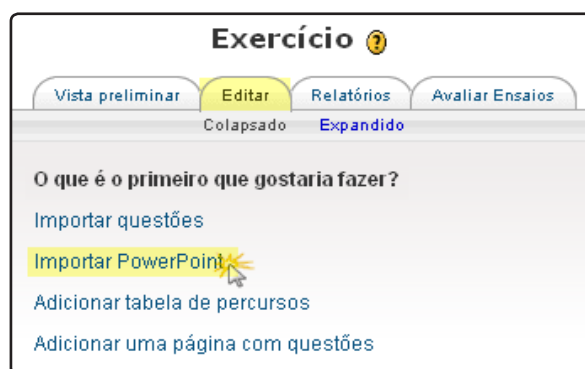 Exercício ?
Vista preliminar Editar Relatórios Avaliar Ensaios
Colapsado Expandido
O que é o primeiro que gostaria fazer?
Importar questões
Importar PowerPoint
Adicionar tabela de percursos
Adicionar uma página com questões